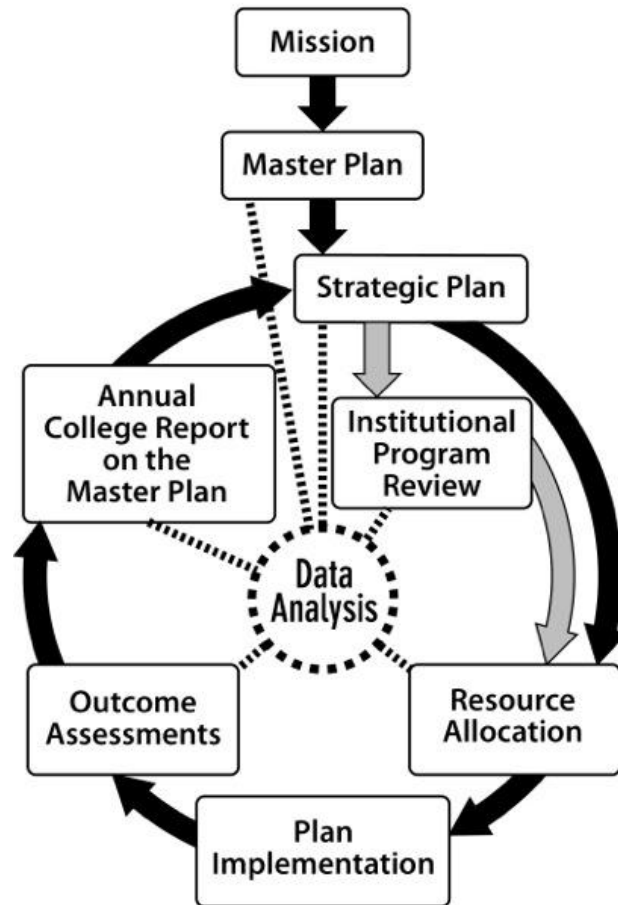 Mission
Master Plan
Strategic Plan
Annual
College Report
on the
Master Plan
Institutional
Program
Review
Data
Analysis
Outcome
Assessments
Resource
Allocation
Plan
Implementation